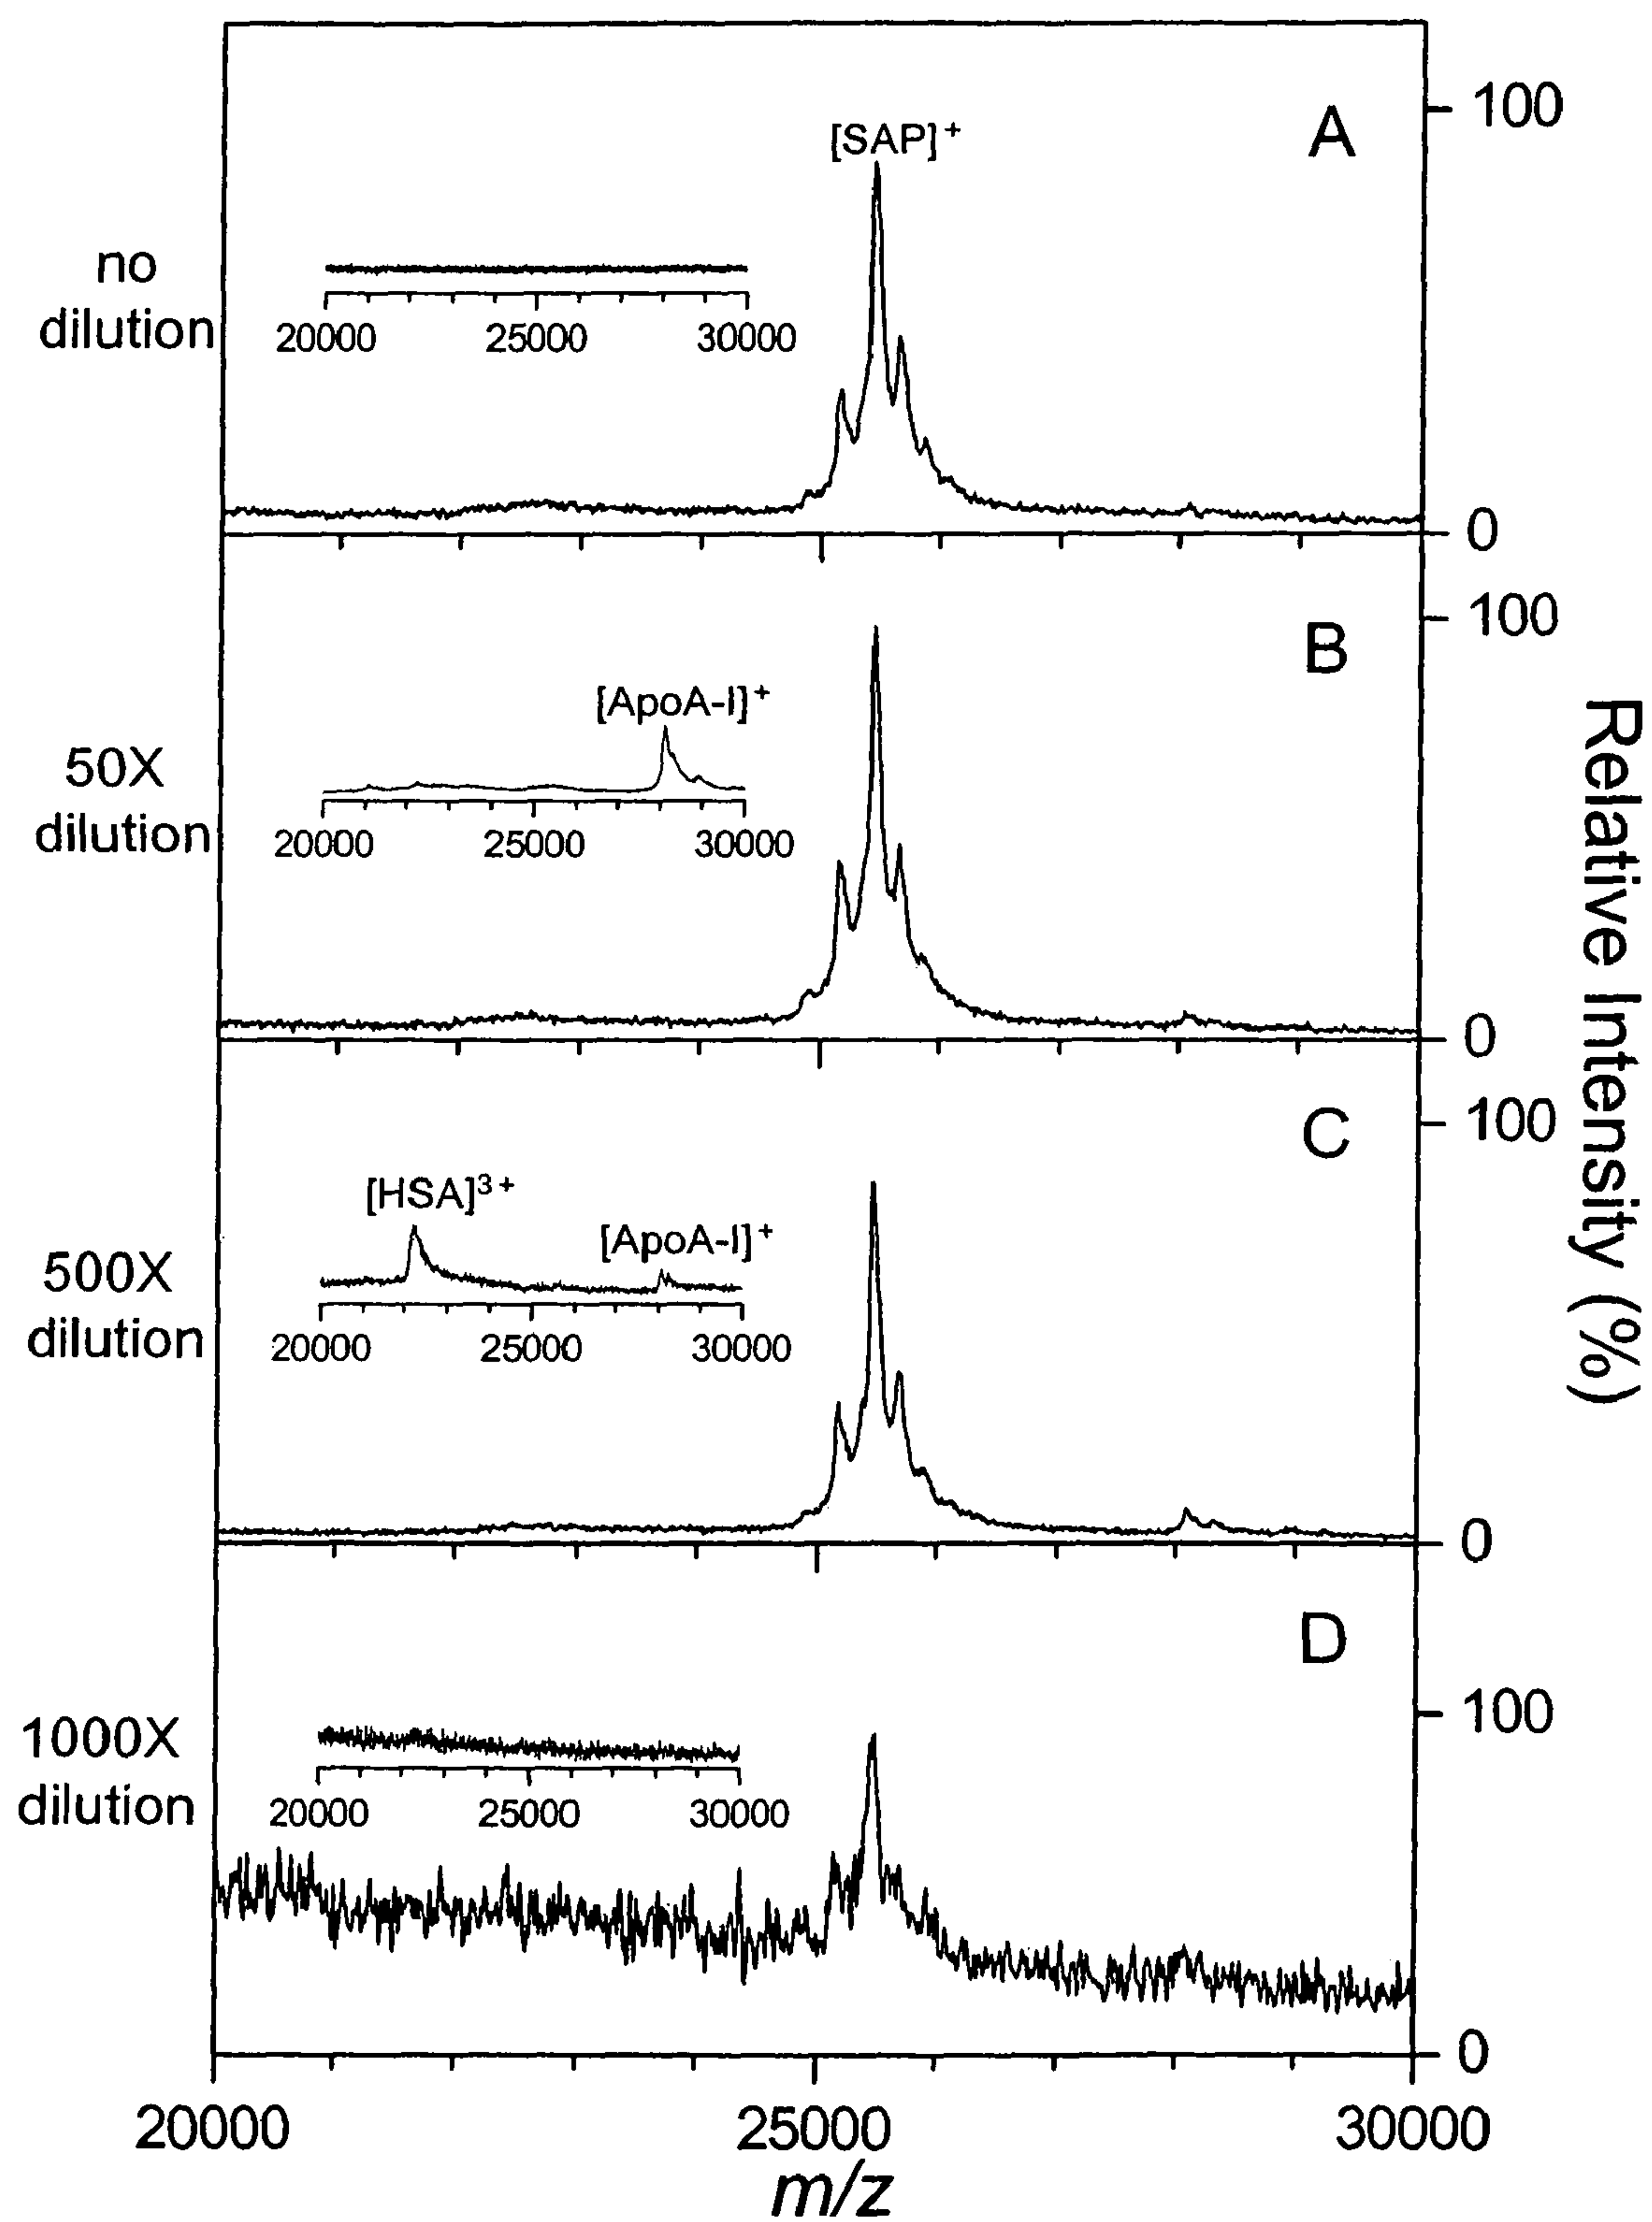 100
A
[SAP]+
no
dilution
20000 25000 30000
0
100
B
[ApoA-I]+
50X
dilution
20000 25000 30000
0
Relative Intensity (%)
100
C
[HSA]3+
[ApoA-I]+
500X
dilution
20000 25000 30000
0
D
100
1000X
dilution
20000 25000 30000
0
20000 25000 30000
m/z